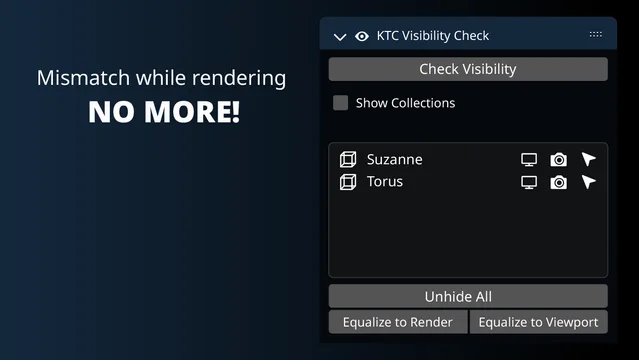 Mismatch while rendering
NO MORE!
KTC Visibility Check
Check Visibility
Show Collections
Suzanne
Torus
Unhide All
Equalize to Render
Equalize to Viewport